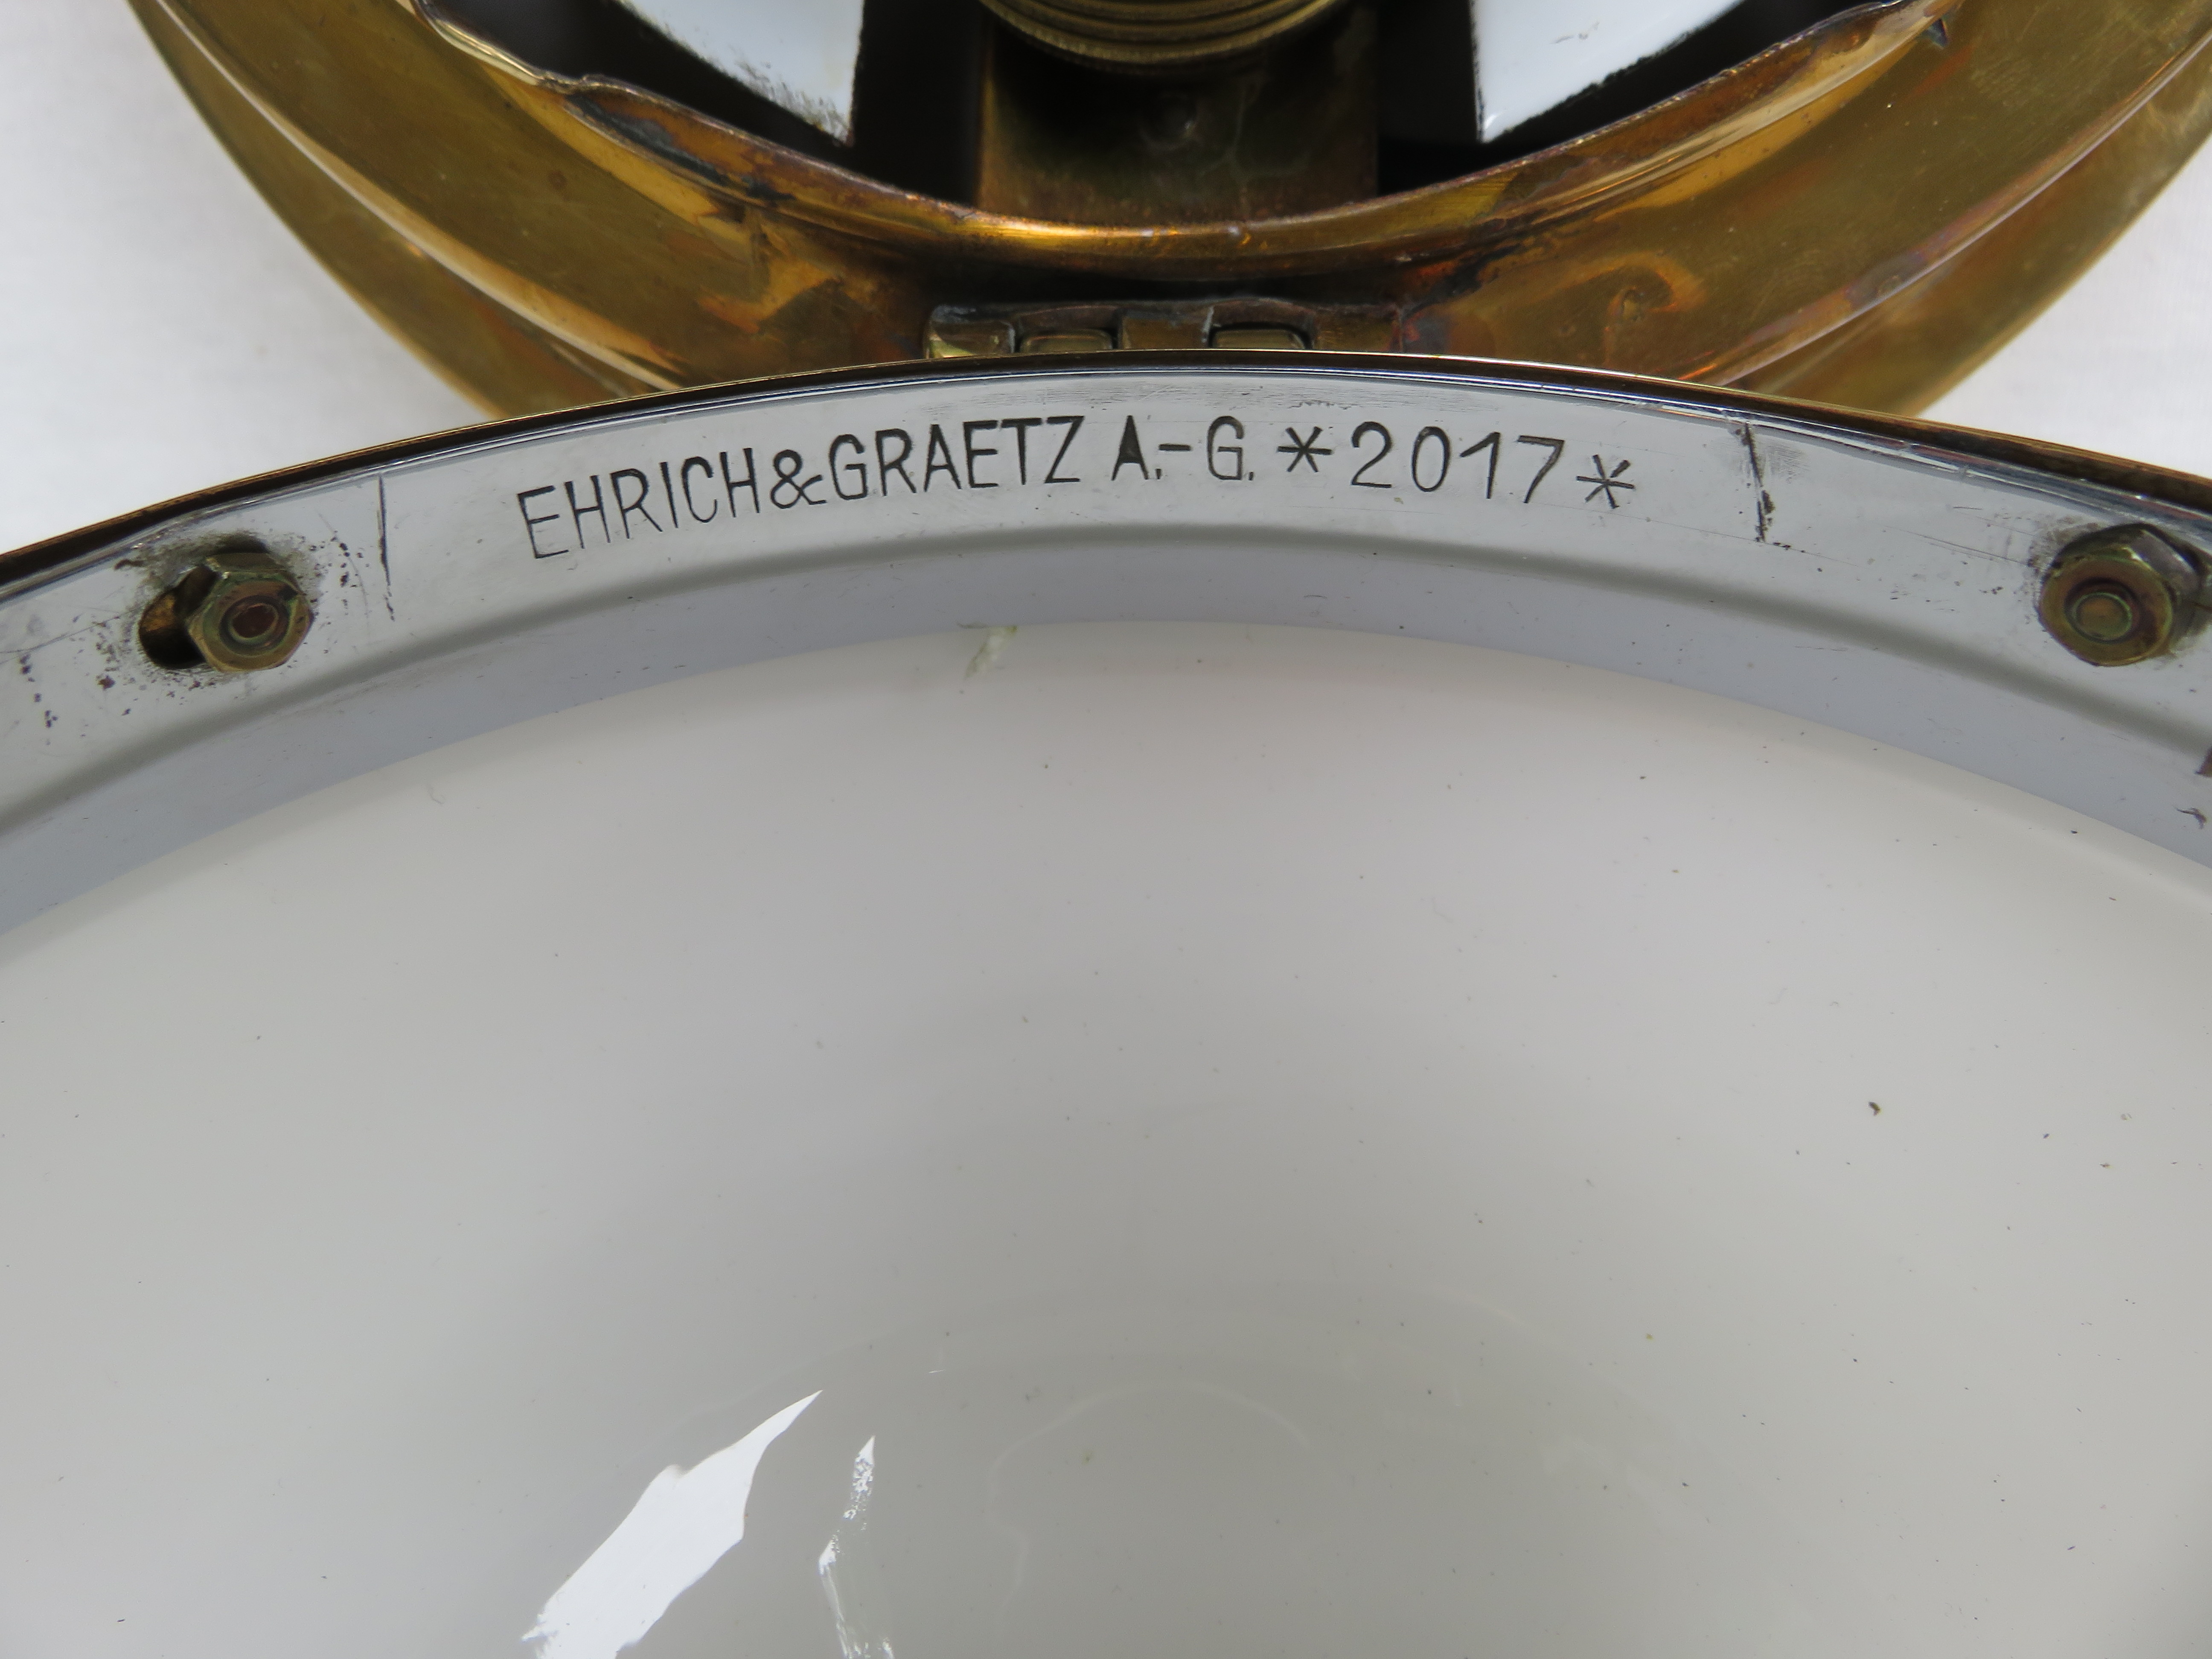 EHRICH&GRAETZ A.-G. *2017*